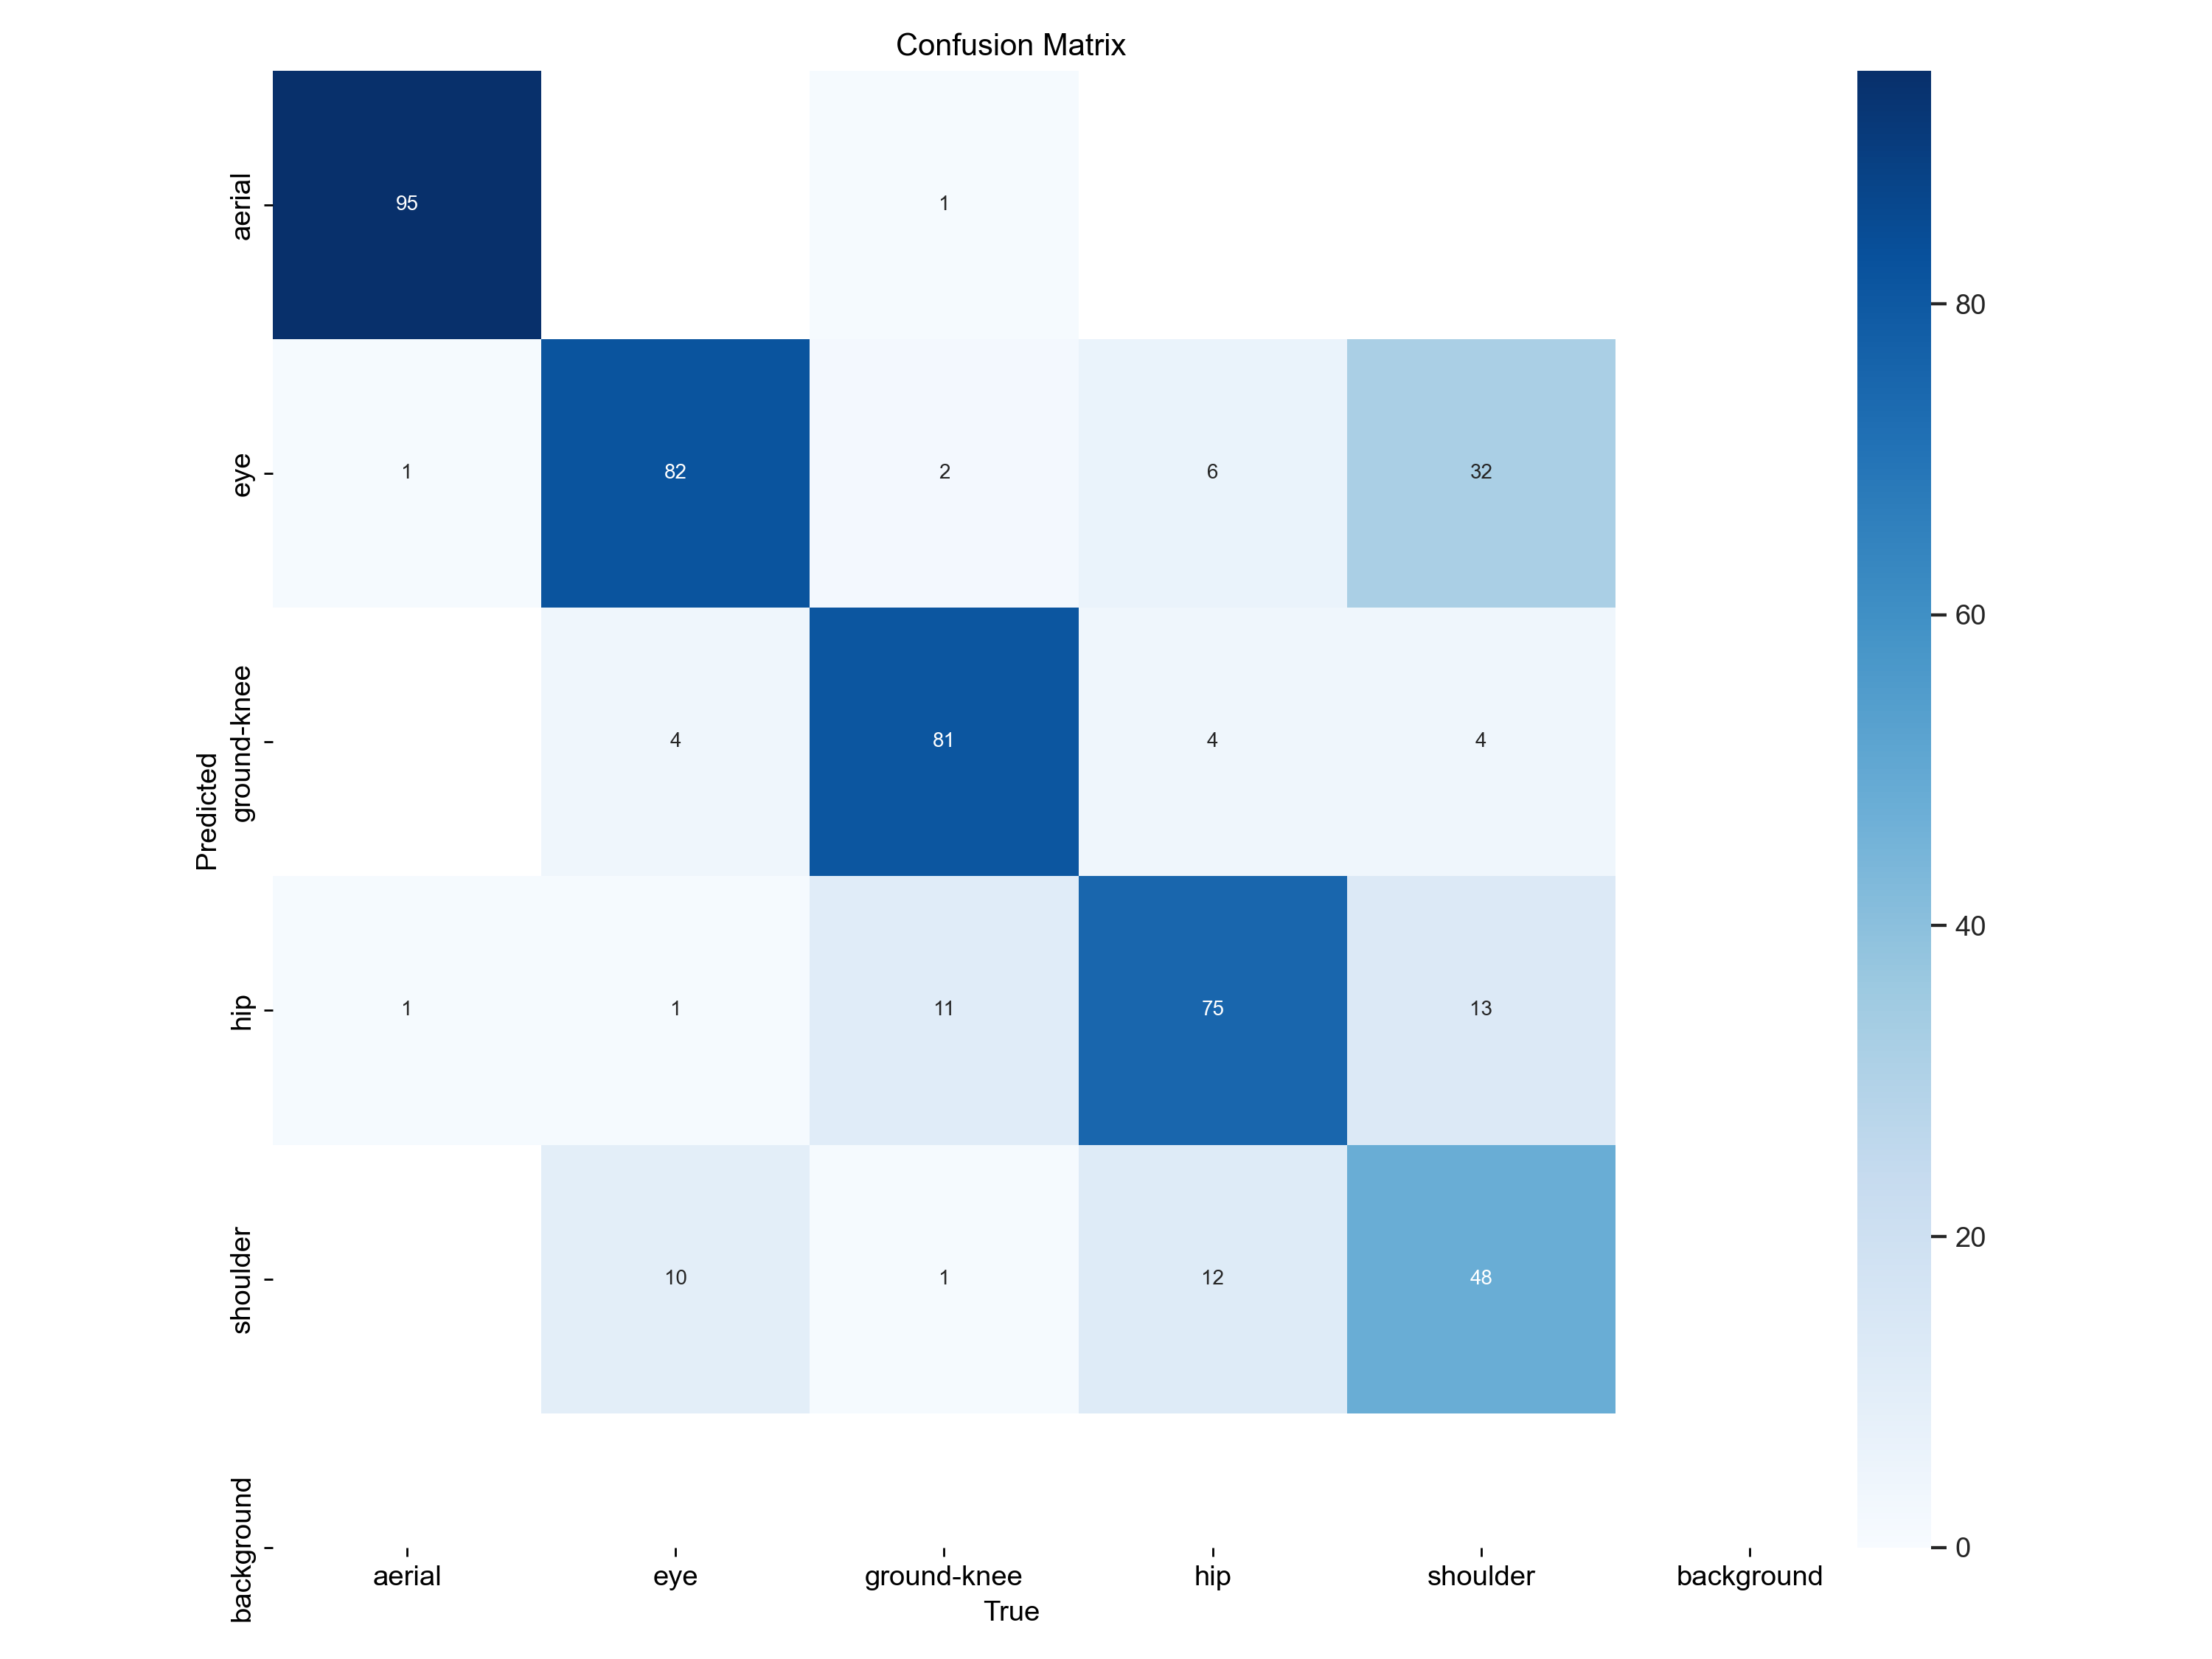 Confusion Matrix
aerial
95
1
80
eye
1
82
2
6
32
60
Predicted
ground-knee
4
81
4
4
40
hip
1
1
11
75
13
20
shoulder
10
1
12
48
background
0
aerial
eye
ground-knee
hip
shoulder
background
True